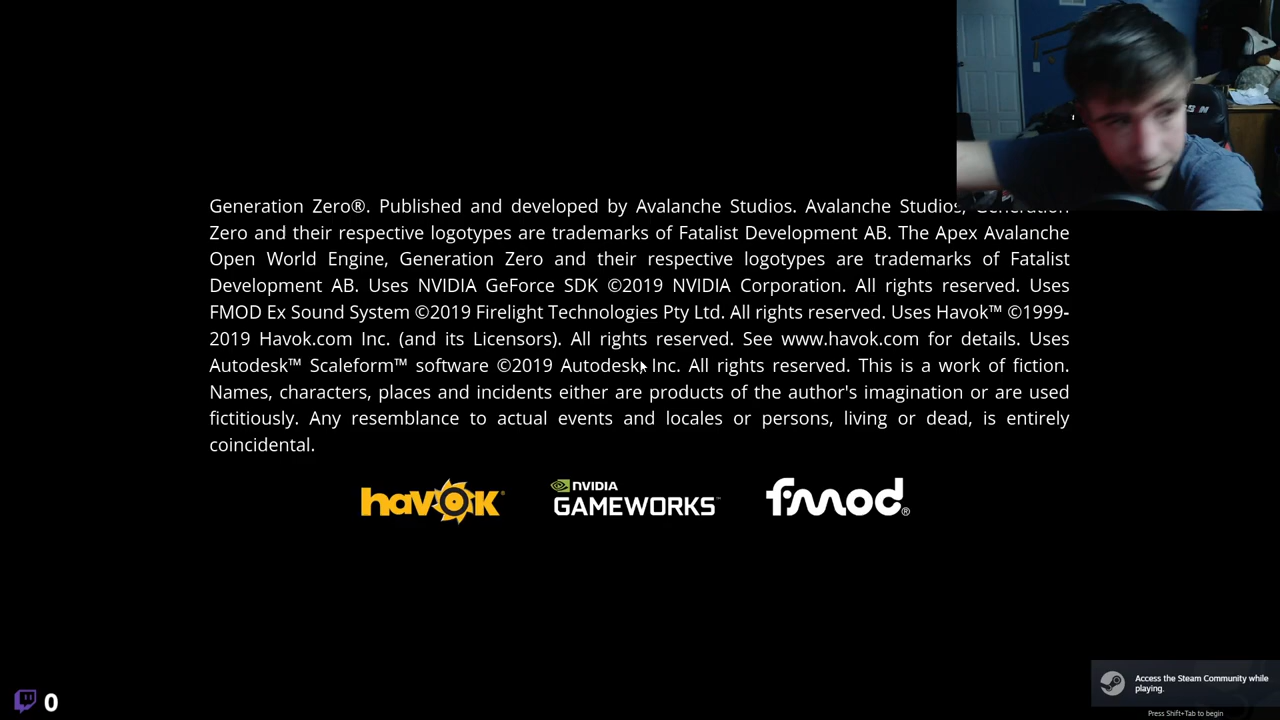 Generation Zero®. Published and developed by Avalanche Studios. Avalanche Studios, Generation
Zero and their respective logotypes are trademarks of Fatalist Development AB. The Apex Avalanche
Open World Engine, Generation Zero and their respective logotypes are trademarks of Fatalist
Development AB. Uses NVIDIA GeForce SDK ©2019 NVIDIA Corporation. All rights reserved. Uses
FMOD Ex Sound System ©2019 Firelight Technologies Pty Ltd. All rights reserved. Uses Havok™ ©1999-
2019 Havok.com Inc. (and its Licensors). All rights reserved. See www.havok.com for details. Uses
Autodesk™ Scaleform™ software ©2019 Autodesk Inc. All rights reserved. This is a work of fiction.
Names, characters, places and incidents either are products of the author's imagination or are used
fictitiously. Any resemblance to actual events and locales or persons, living or dead, is entirely
coincidental.
havok®
NVIDIA
GAMEWORKS™
fmod®
0
Access the Steam Community while
playing.
Press Shift+Tab to begin